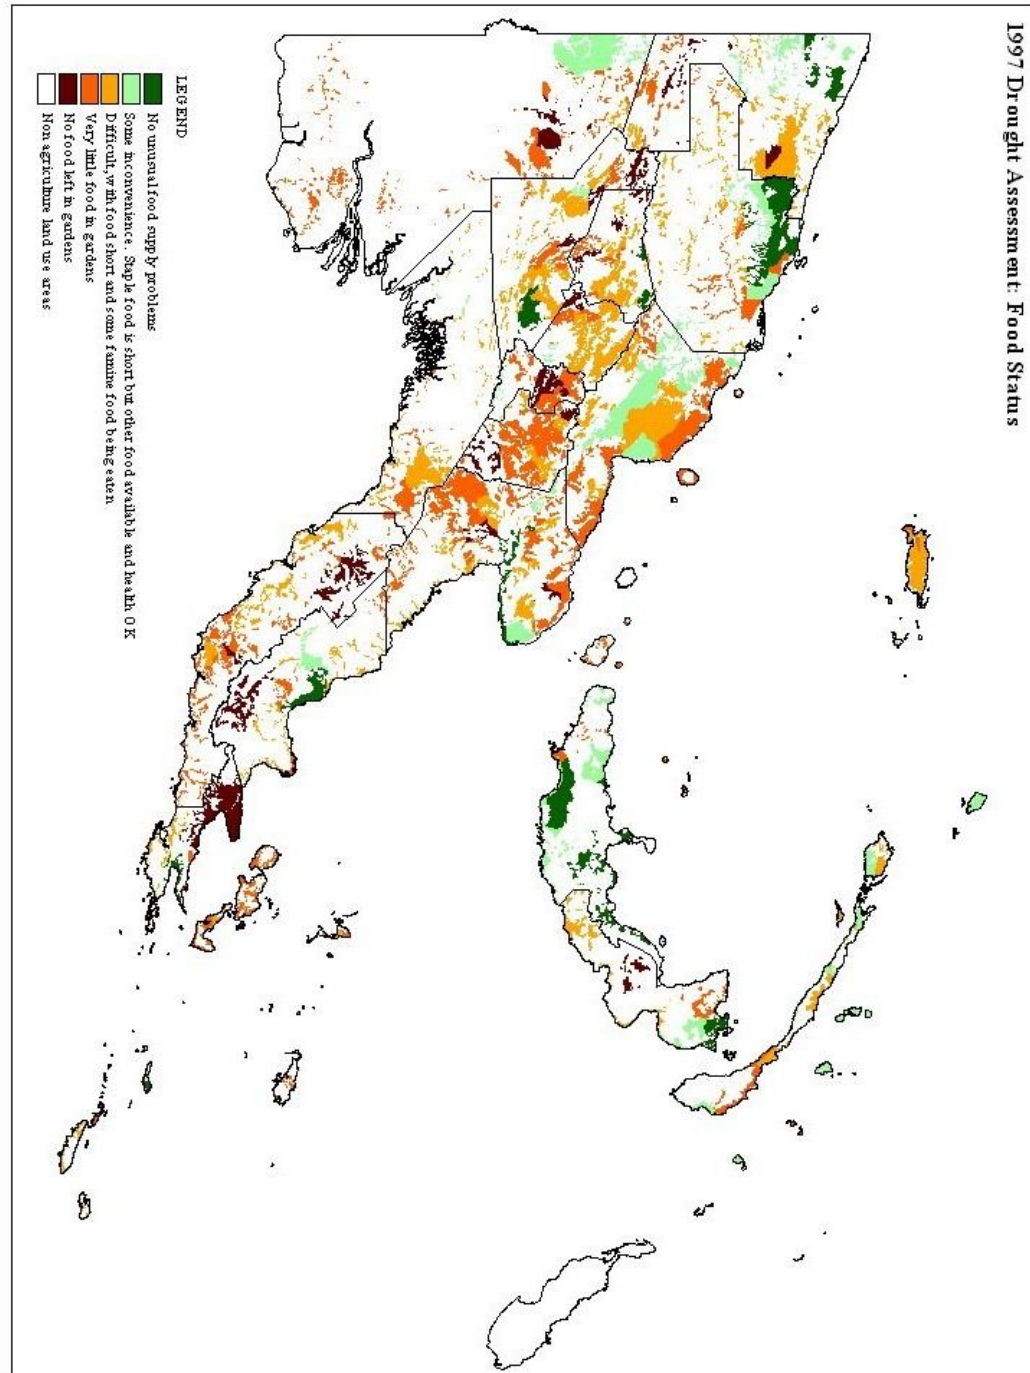 1997 Drought Assessment: Food Status
LEGEND
No unusual food supply problems
Some inconvenience. Staple food is short but other food available and health OK
Difficult, with food short and some famine food being eaten
Very little food in gardens
No food left in gardens
Non agriculture land use areas